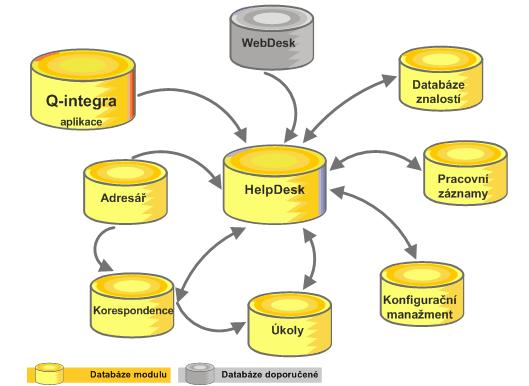 WebDesk
Q-integra
aplikace
Databáze
znalostí
HelpDesk
Pracovní
záznamy
Adresář
Korespondence
Úkoly
Konfigurační
manažment
Databáze modulu
Databáze doporučené